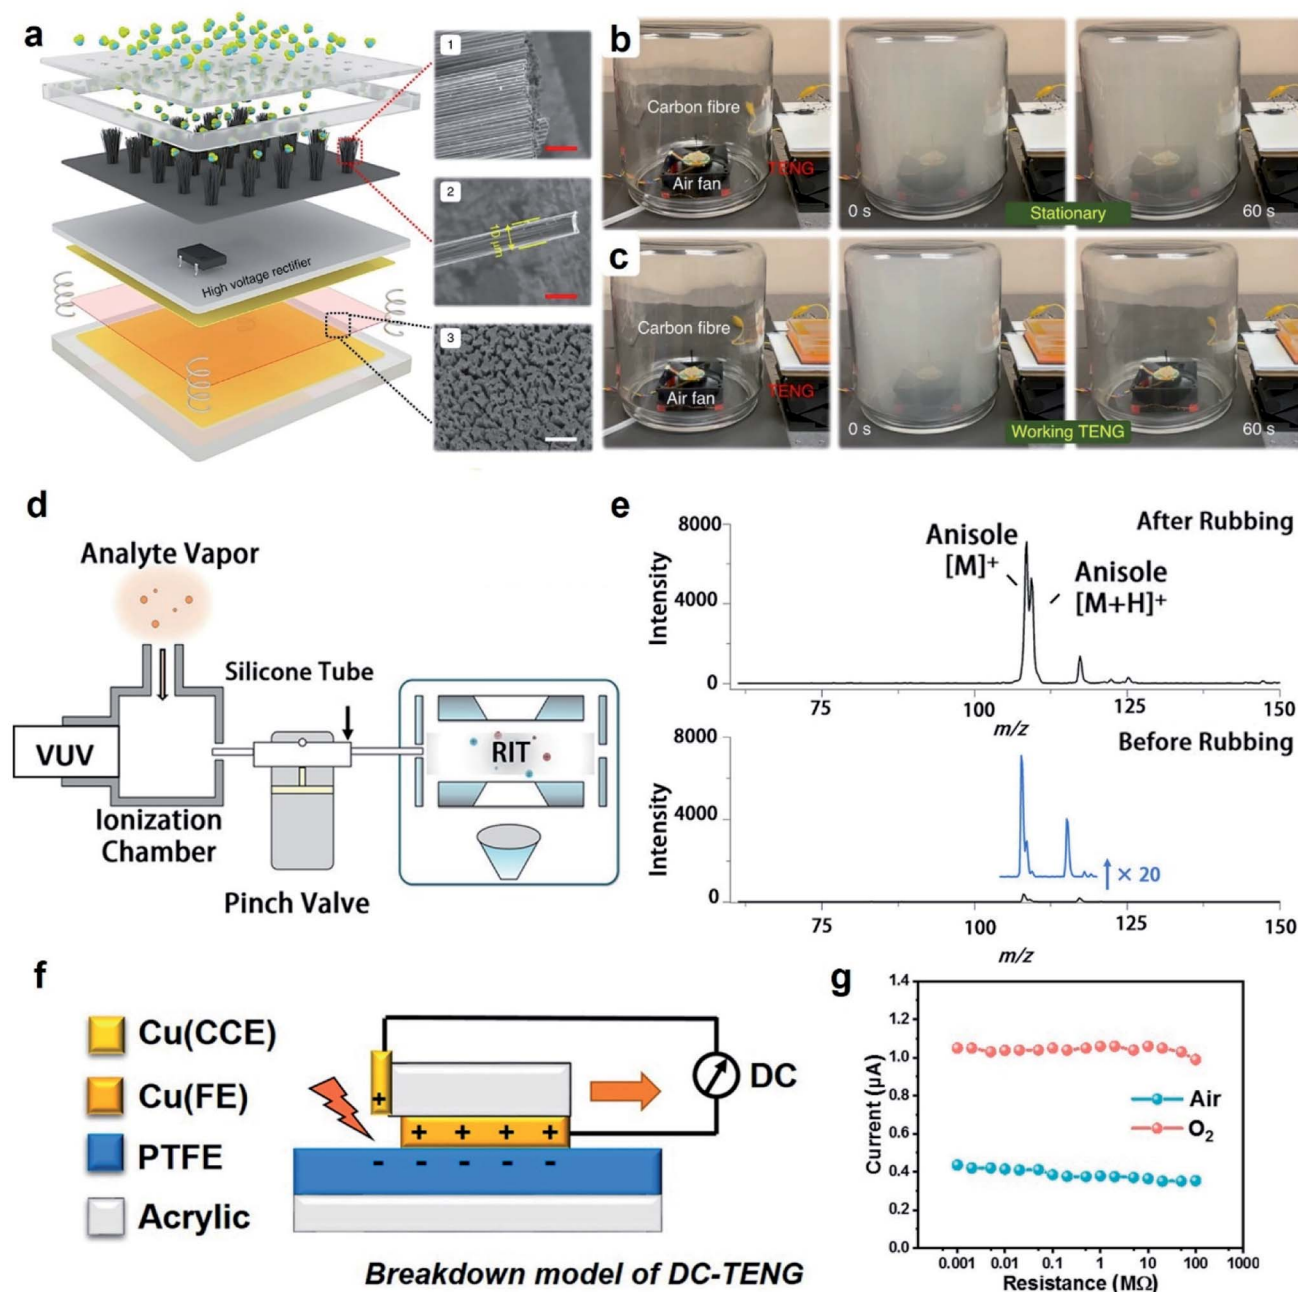 a
High voltage rectifier
1
2
10 μm
3
b
Carbon fibre
Air fan
TENG
0 s
Stationary
60 s
c
Carbon fibre
Air fan
TENG
0 s
Working TENG
60 s
d
Analyte Vapor
Silicone Tube
VUV
RIT
Ionization
Chamber
Pinch Valve
e
After Rubbing
Intensity
8000
4000
0
Anisole
[M]+
Anisole
[M+H]+
75
100
125
150
m/z
Before Rubbing
Intensity
8000
4000
0
× 20
75
100
125
150
m/z
f
Cu(CCE)
Cu(FE)
PTFE
Acrylic
+
+ + + +
- - - - -
DC
Breakdown model of DC-TENG
g
Current (μA)
1.4
1.2
1.0
0.8
0.6
0.4
0.2
0.0
Air
O2
0.001 0.01 0.1 1 10 100 1000
Resistance (MΩ)